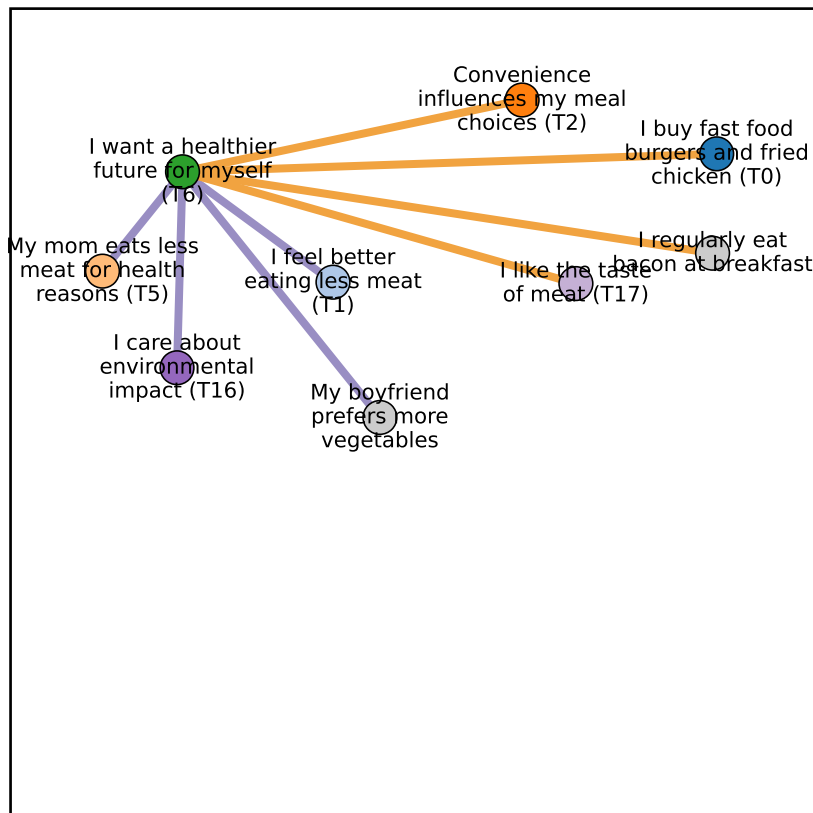 Convenience
influences my meal
choices (T2)
I buy fast food
burgers and fried
chicken (T0)
I want a healthier
future for myself
(T6)
My mom eats less
meat for health
reasons (T5)
I feel better
eating less meat
(T1)
I like the taste
of meat (T17)
I regularly eat
bacon at breakfast
I care about
environmental
impact (T16)
My boyfriend
prefers more
vegetables